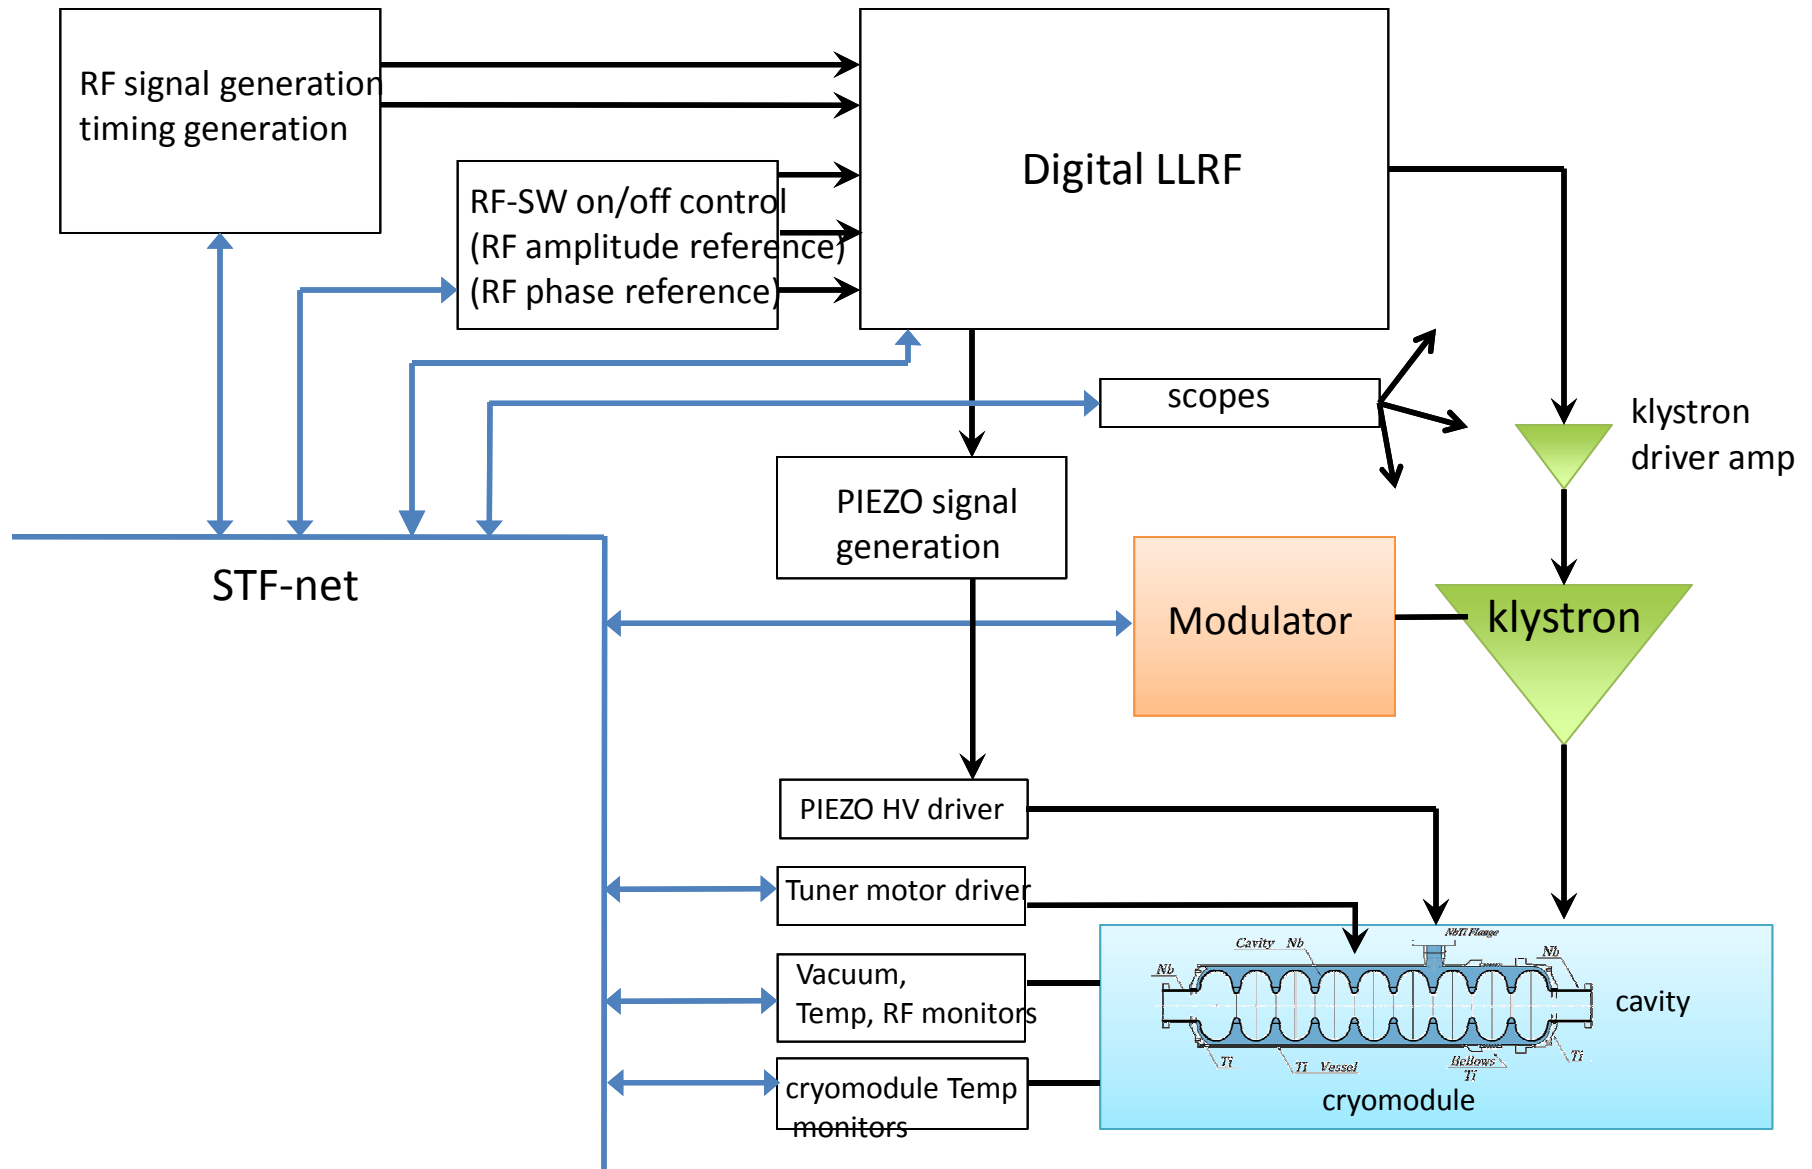 RF signal generation
timing generation
RF-SW on/off control
(RF amplitude reference)
(RF phase reference)
Digital LLRF
scopes
klystron
driver amp
PIEZO signal
generation
STF-net
Modulator
klystron
PIEZO HV driver
Tuner motor driver
Vacuum,
Temp, RF monitors
cryomodule Temp
monitors
NbTi Flange
Cavity Nb
Nb
Nb
cavity
Ti
Ti Vessel
Bellows
Ti
Ti
cryomodule